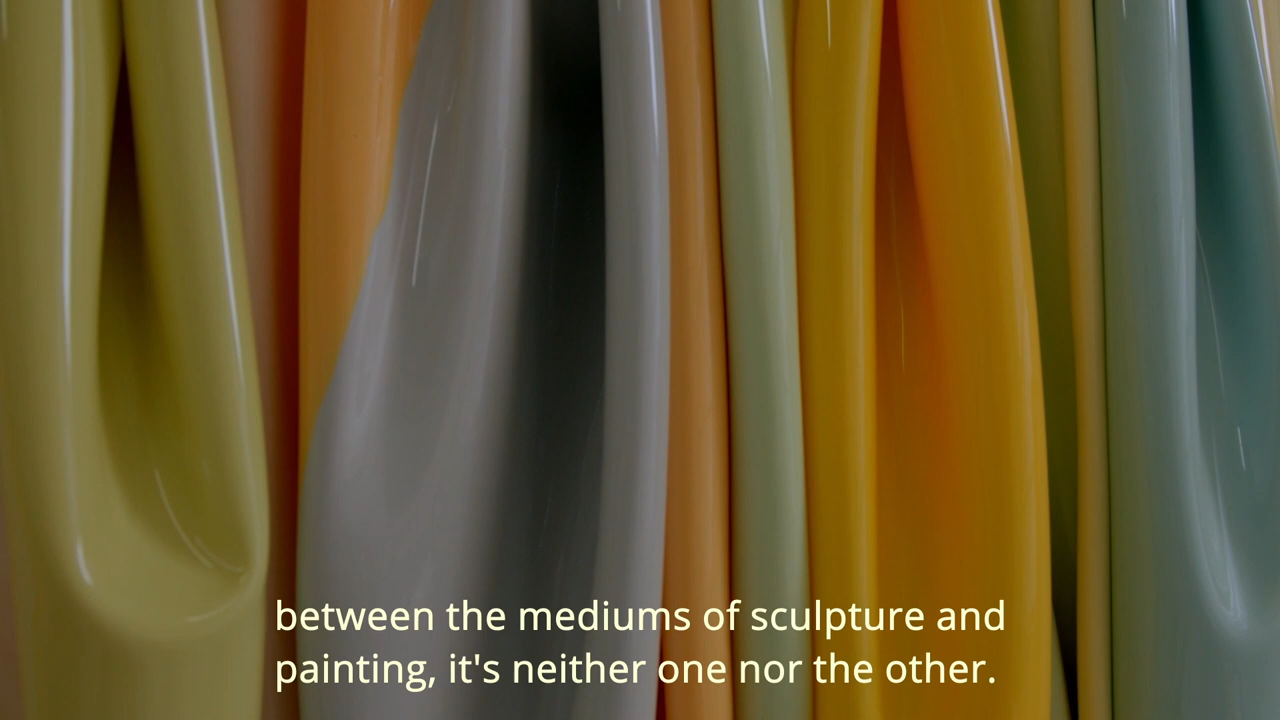 between the mediums of sculpture and
painting, it's neither one nor the other.